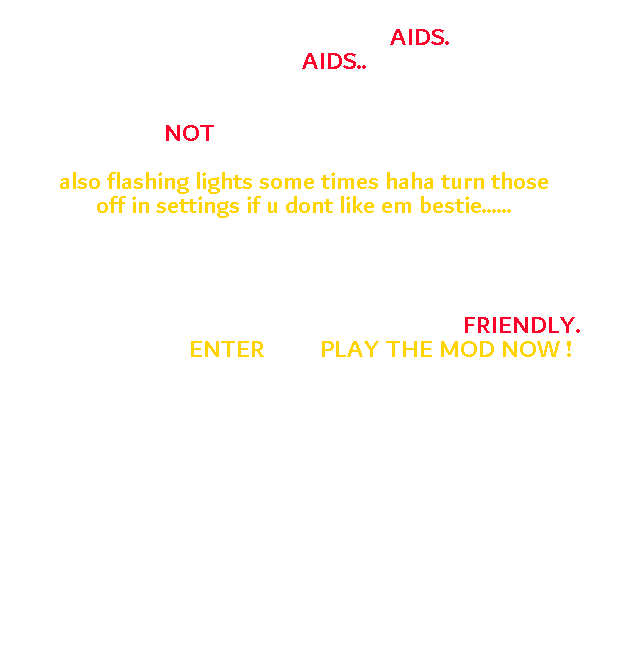 AIDS.
AIDS..
NOT
also flashing lights some times haha turn those
off in settings if u dont like em bestie......
FRIENDLY.
ENTER PLAY THE MOD NOW !